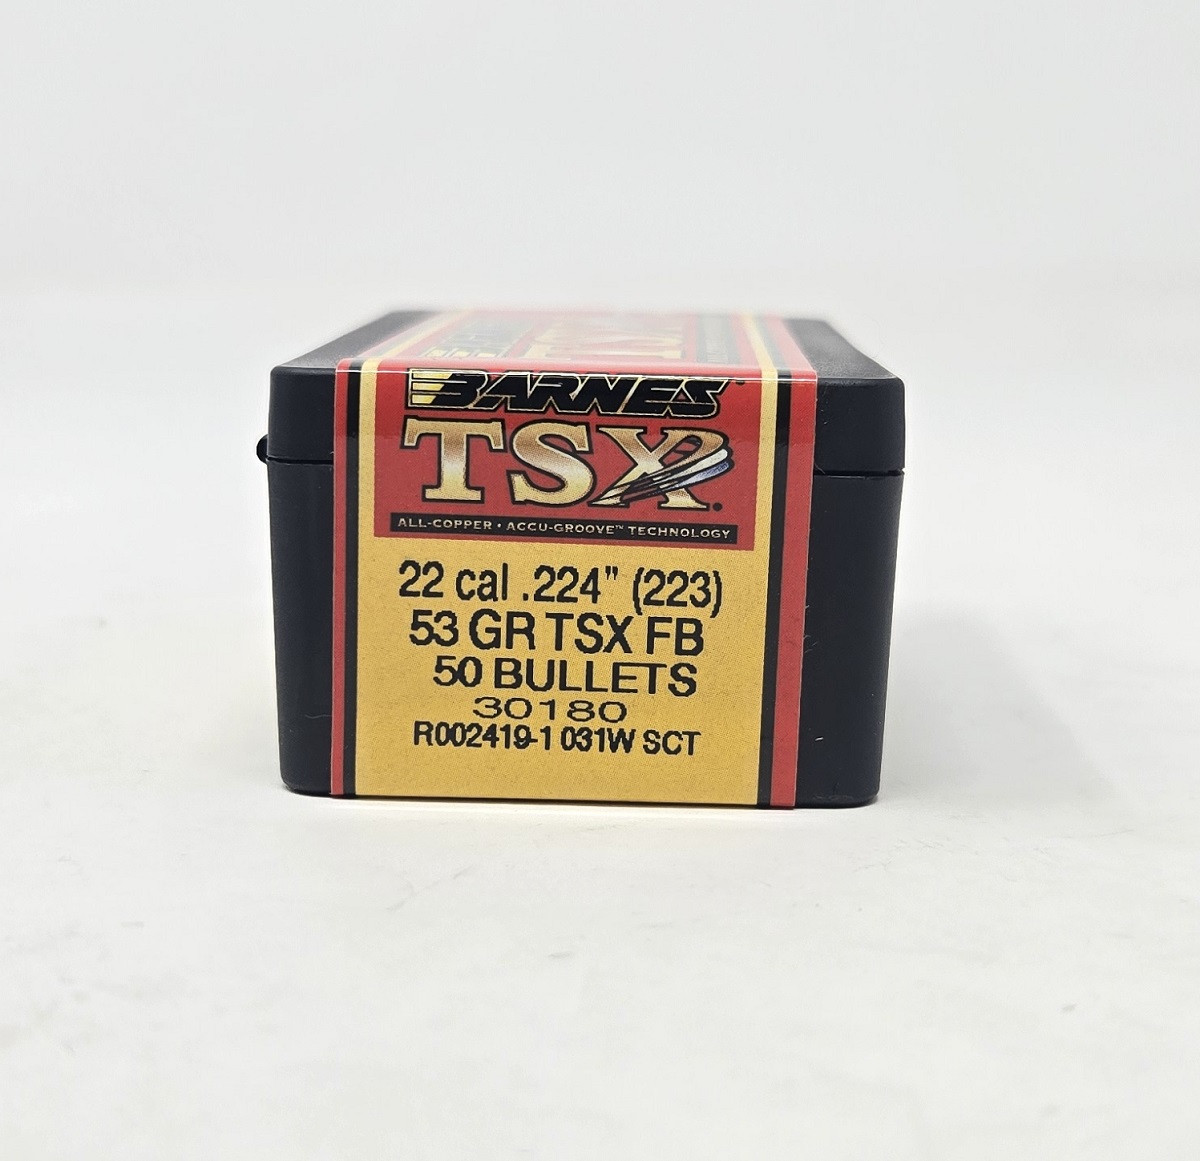 BARNES
TSX.
ALL-COPPER • ACCU-GROOVE™ TECHNOLOGY
22 cal .224" (223)
53 GR TSX FB
50 BULLETS
30180
R002419-1 031W SCT